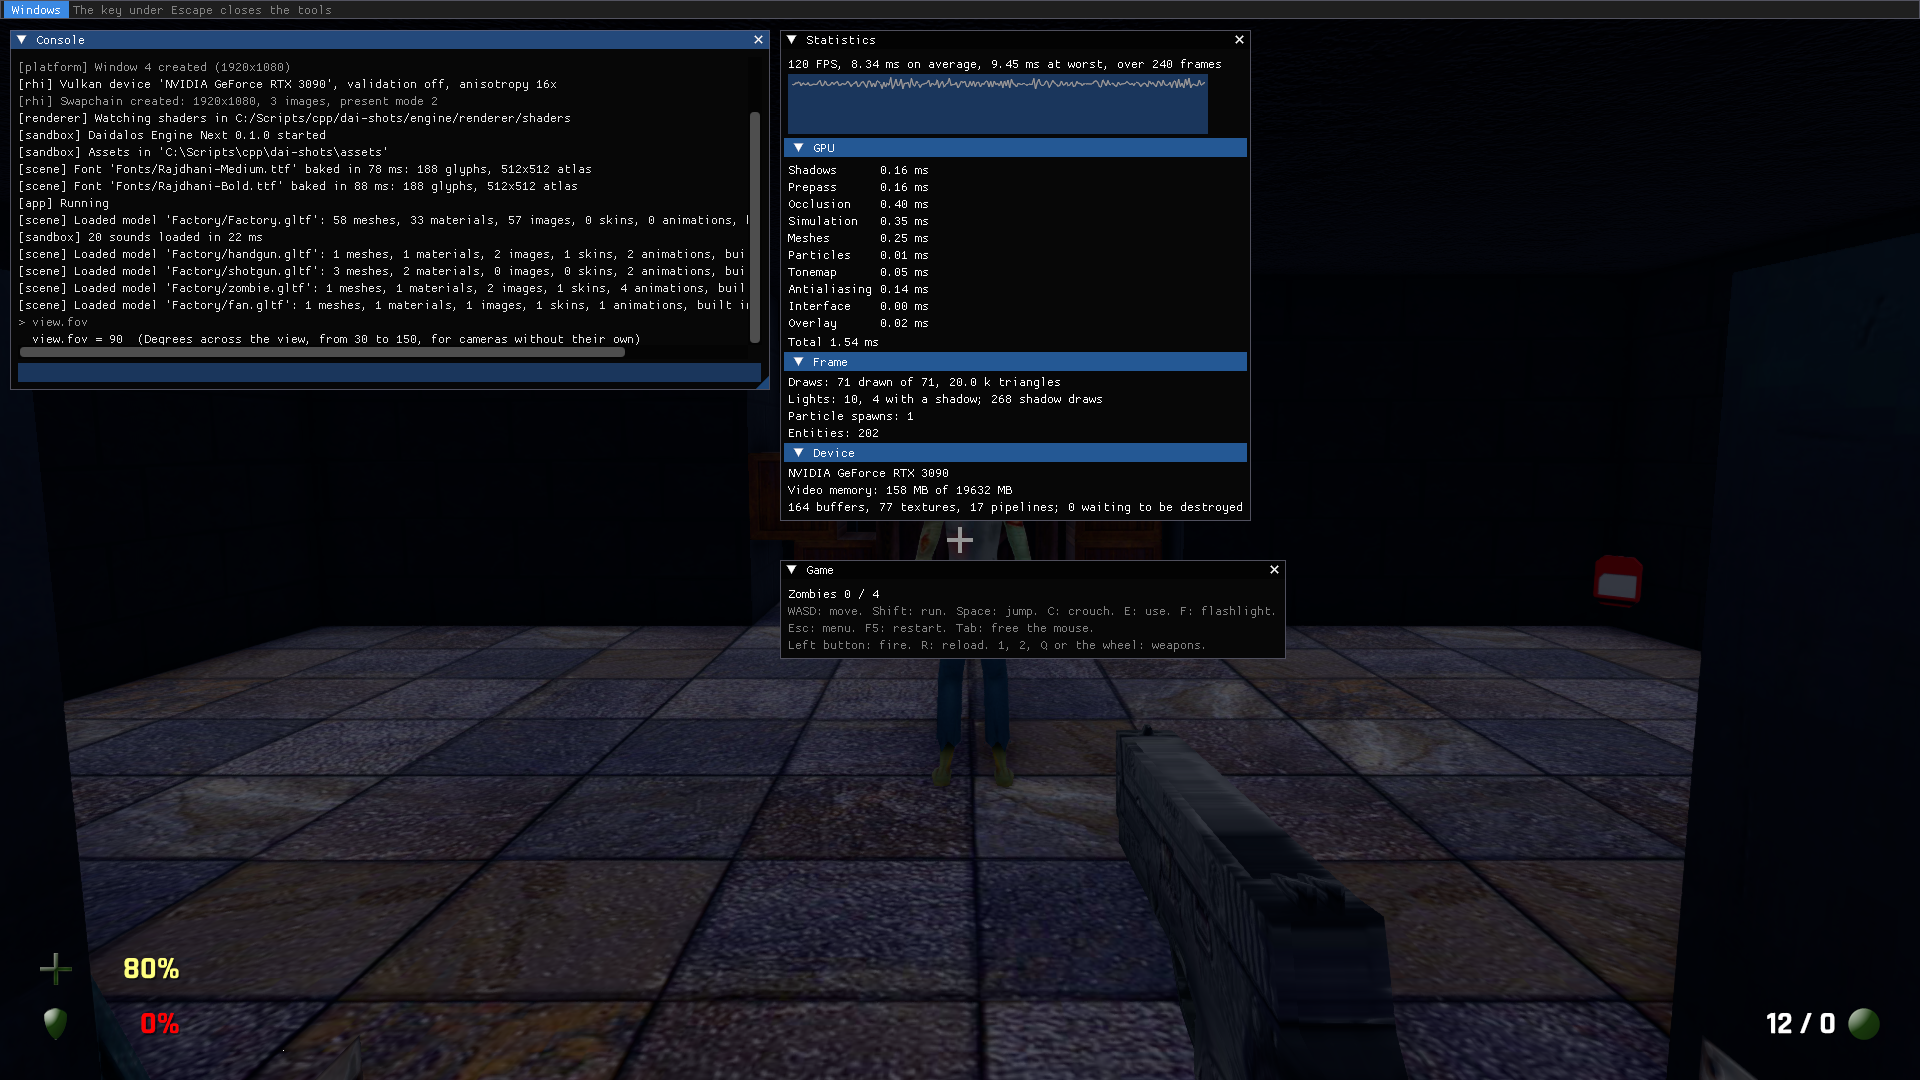 Windows The key under Escape closes the tools
Console
[platform] Window 4 created (1920x1080)
[rhi] Vulkan device 'NVIDIA GeForce RTX 3090', validation off, anisotropy 16x
[rhi] Swapchain created: 1920x1080, 3 images, present mode 2
[renderer] Watching shaders in C:/Scripts/cpp/dai-shots/engine/renderer/shaders
[sandbox] Daidalos Engine Next 0.1.0 started
[sandbox] Assets in 'C:\Scripts\cpp\dai-shots\assets'
[scene] Font 'Fonts/Rajdhani-Medium.ttf' baked in 78 ms: 188 glyphs, 512x512 atlas
[scene] Font 'Fonts/Rajdhani-Bold.ttf' baked in 88 ms: 188 glyphs, 512x512 atlas
[app] Running
[scene] Loaded model 'Factory/Factory.gltf': 58 meshes, 33 materials, 57 images, 0 skins, 0 animations,
[sandbox] 20 sounds loaded in 22 ms
[scene] Loaded model 'Factory/handgun.gltf': 1 meshes, 1 materials, 2 images, 1 skins, 2 animations, bui
[scene] Loaded model 'Factory/shotgun.gltf': 3 meshes, 2 materials, 0 images, 0 skins, 2 animations, bui
[scene] Loaded model 'Factory/zombie.gltf': 1 meshes, 1 materials, 2 images, 1 skins, 4 animations, buil
[scene] Loaded model 'Factory/fan.gltf': 1 meshes, 1 materials, 1 images, 1 skins, 1 animations, built i
> view.fov
view.fov = 90 (Degrees across the view, from 30 to 150, for cameras without their own)
Statistics
120 FPS, 8.34 ms on average, 9.45 ms at worst, over 240 frames
GPU
Shadows 0.16 ms
Prepass 0.16 ms
Occlusion 0.40 ms
Simulation 0.35 ms
Meshes 0.25 ms
Particles 0.01 ms
Tonemap 0.05 ms
Antialiasing 0.14 ms
Interface 0.00 ms
Overlay 0.02 ms
Total 1.54 ms
Frame
Draws: 71 drawn of 71, 20.0 k triangles
Lights: 10, 4 with a shadow; 268 shadow draws
Particle spawns: 1
Entities: 202
Device
NVIDIA GeForce RTX 3090
Video memory: 158 MB of 19632 MB
164 buffers, 77 textures, 17 pipelines; 0 waiting to be destroyed
Game
Zombies 0 / 4
WASD: move. Shift: run. Space: jump. C: crouch. E: use. F: flashlight.
Esc: menu. F5: restart. Tab: free the mouse.
Left button: fire. R: reload. 1, 2, Q or the wheel: weapons.
80%
0%
12 / 0